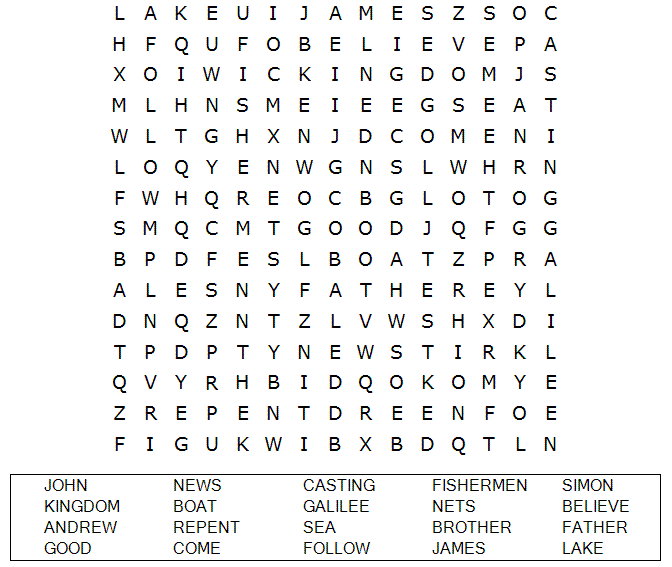 L A K E U I J A M E S Z S O C
H F Q U F O B E L I E V E P A
X O I W I C K I N G D O M J S
M L H N S M E I E E G S E A T
W L T G H X N J D C O M E N I
L O Q Y E N W G N S L W H R N
F W H Q R E O C B G L O T O G
S M Q C M T G O O D J Q F G G
B P D F E S L B O A T Z P R A
A L E S N Y F A T H E R E Y L
D N Q Z N T Z L V W S H X D I
T P D P T Y N E W S T I R K L
Q V Y R H B I D Q O K O M Y E
Z R E P E N T D R E E N F O E
F I G U K W I B X B D Q T L N
JOHN NEWS CASTING FISHERMEN SIMON
KINGDOM BOAT GALILEE NETS BELIEVE
ANDREW REPENT SEA BROTHER FATHER
GOOD COME FOLLOW JAMES LAKE